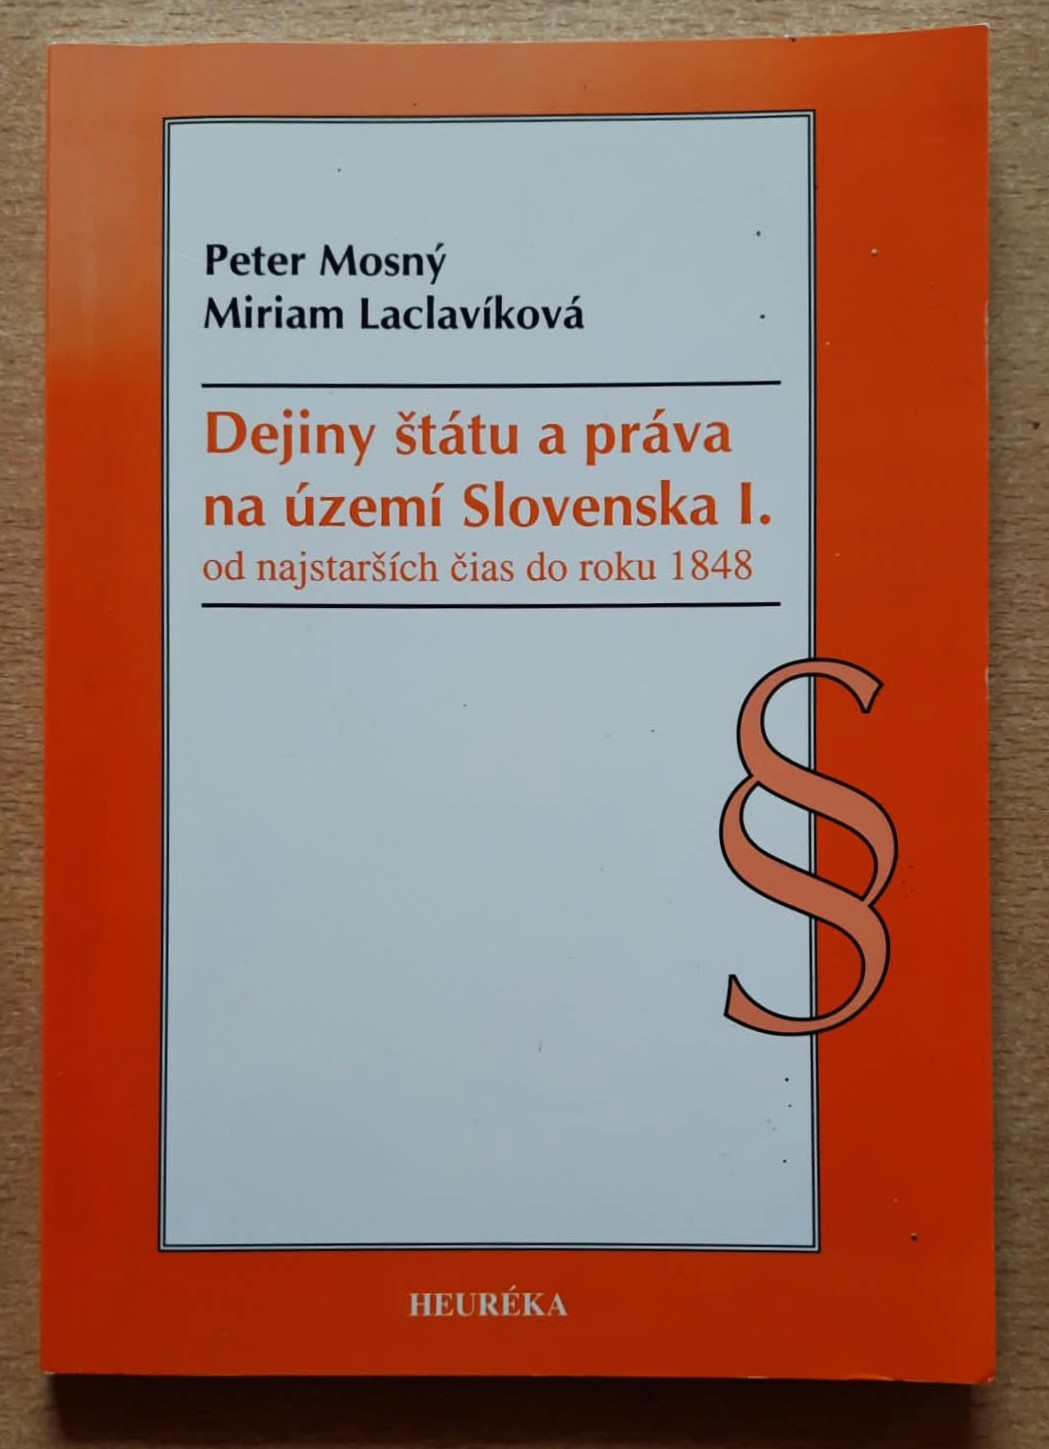 Peter Mosný
Miriam Laclavíková
Dejiny štátu a práva
na území Slovenska I.
od najstarších čias do roku 1848
§
HEURÉKA